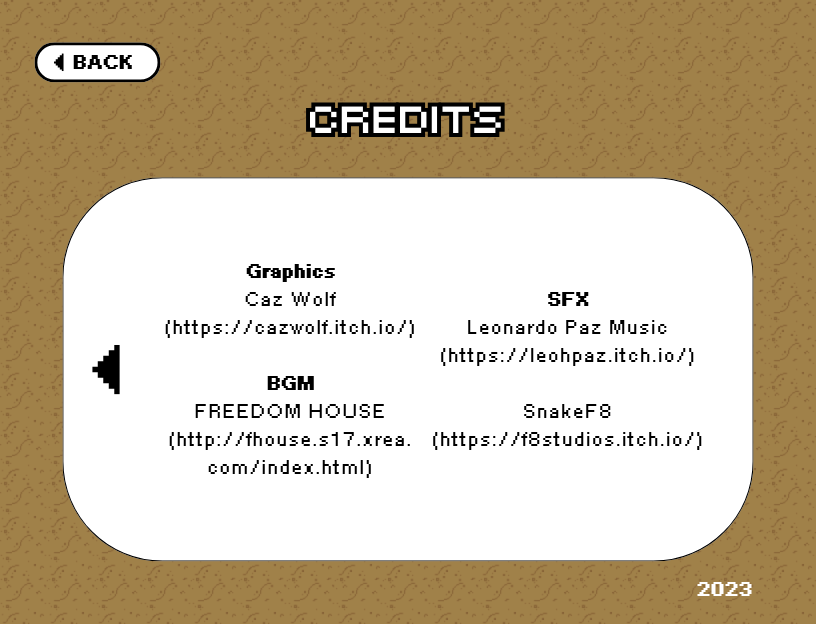 BACK
CREDITS
Graphics
Caz Wolf
(https://cazwolf.itch.io/)
BGM
FREEDOM HOUSE
(http://fhouse.s17.xrea.
com/index.html)
SFX
Leonardo Paz Music
(https://leohpaz.itch.io/)
SnakeF8
(https://f8studios.itch.io/)
2023